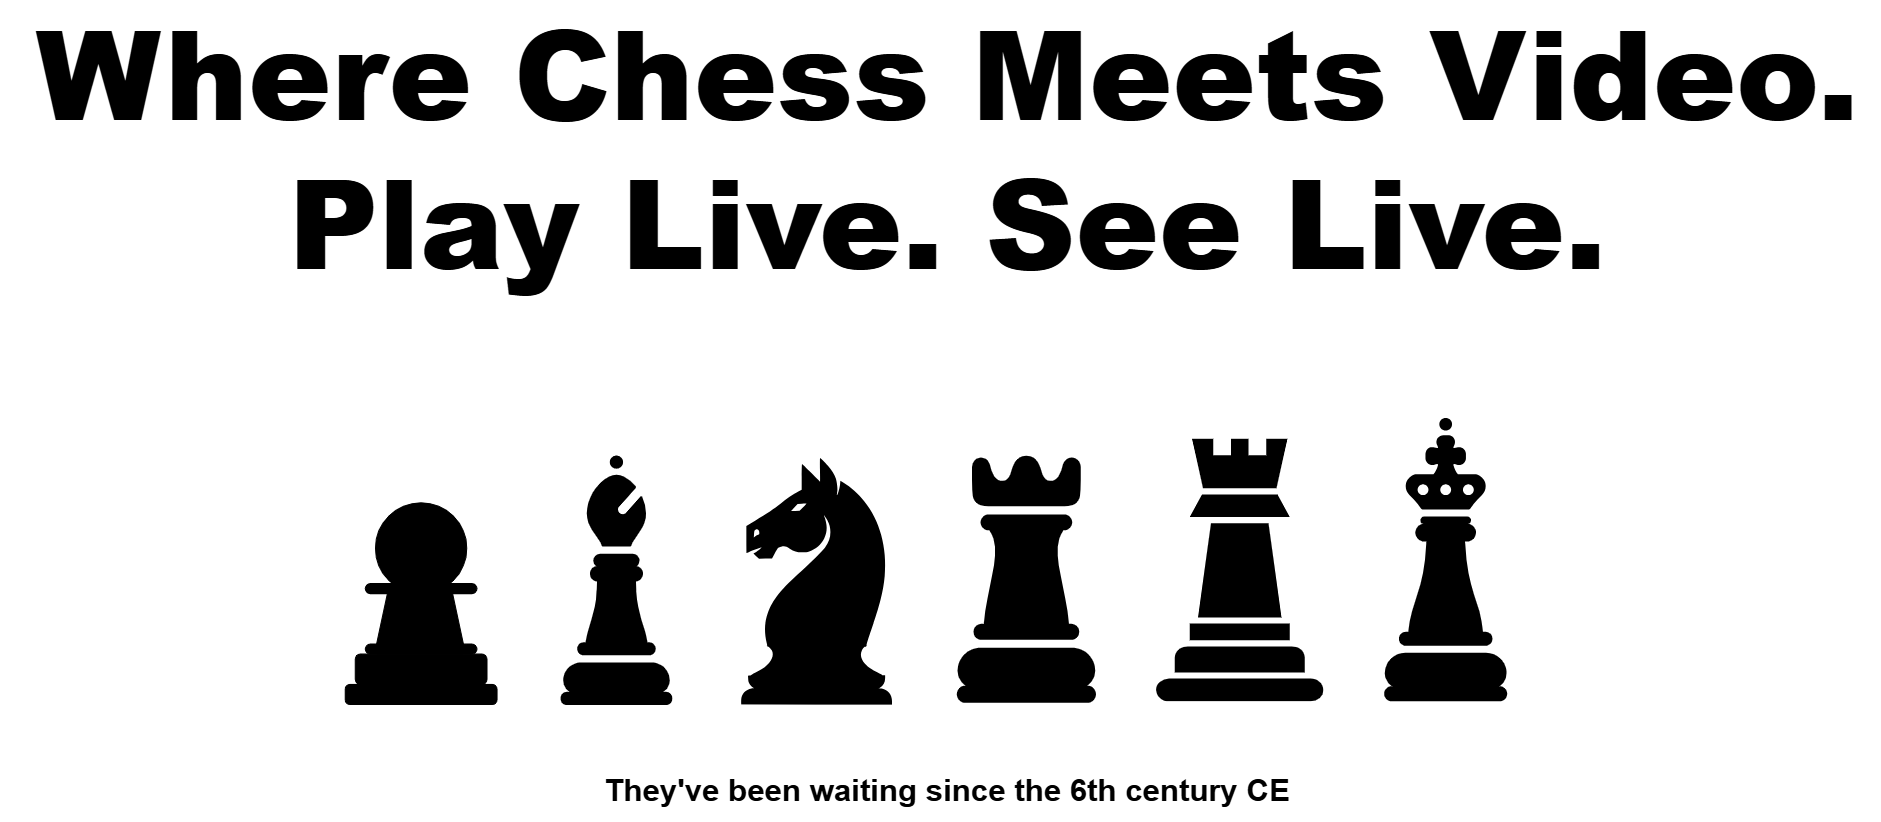 Where Chess Meets Video.
Play Live. See Live.
They've been waiting since the 6th century CE